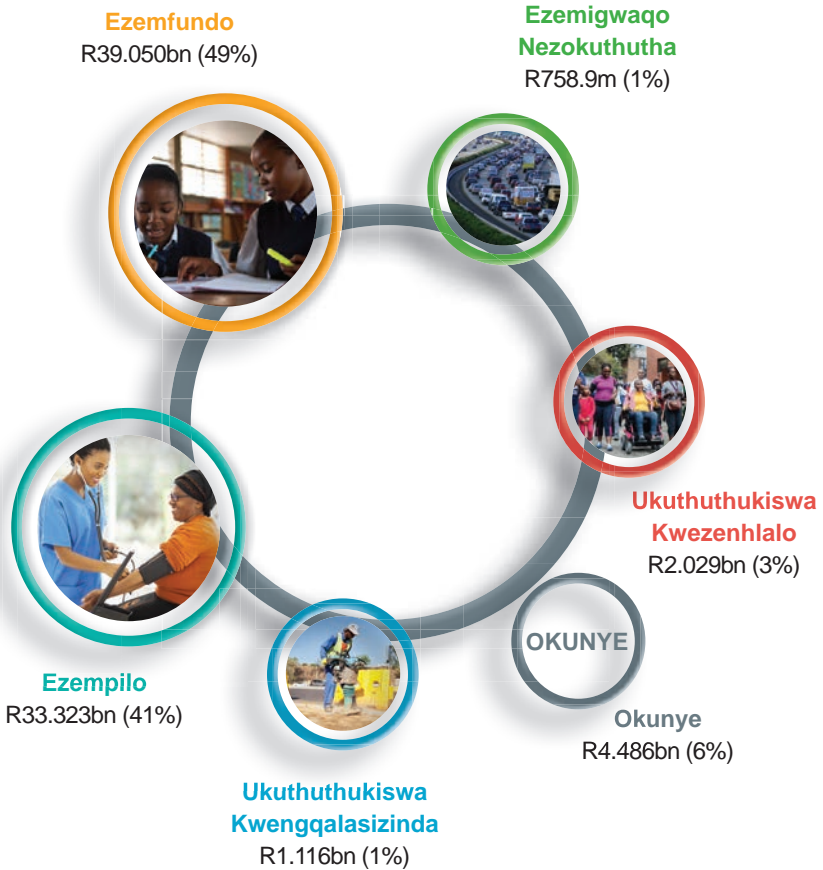 Ezemfundo
R39.050bn (49%)
Ezemigwaqo
Nezokuthutha
R758.9m (1%)
Ukuthuthukiswa
Kwezenhlalo
R2.029bn (3%)
OKUNYE
Okunye
R4.486bn (6%)
Ezempilo
R33.323bn (41%)
Ukuthuthukiswa
Kwengqalasizinda
R1.116bn (1%)